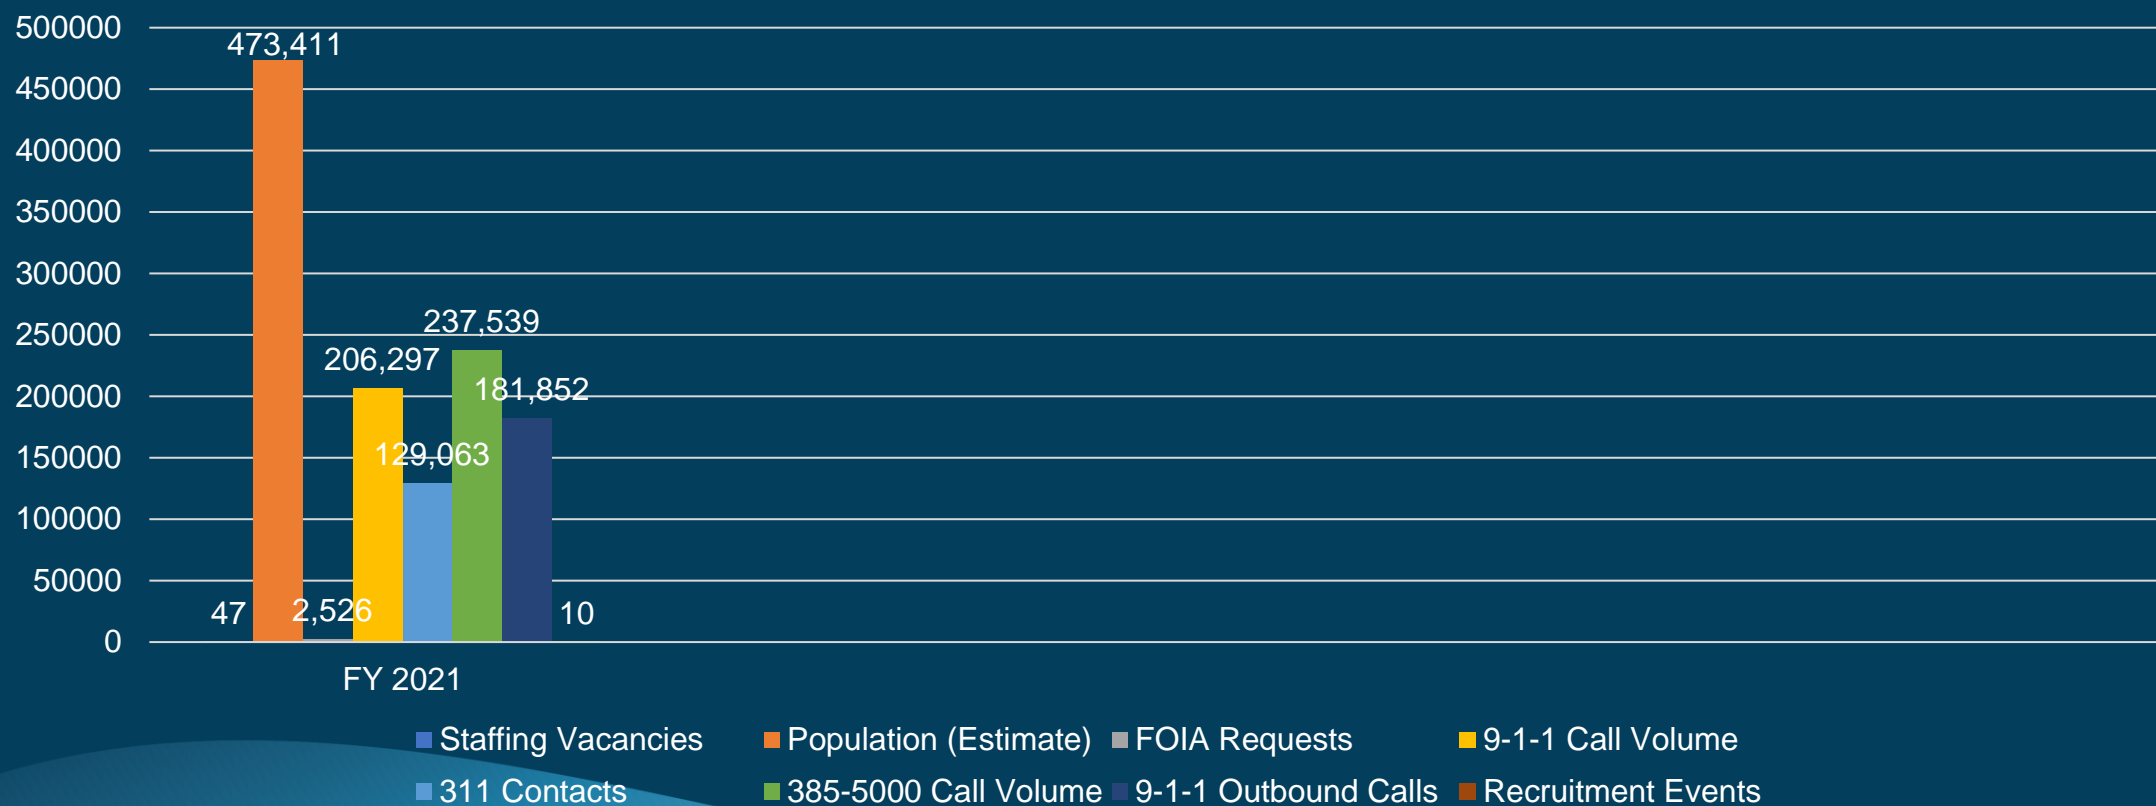 500000
450000
400000
350000
300000
250000
200000
150000
100000
50000
0
473,411
237,539
206,297
181,852
129,063
47
2,526
10
FY 2021
Staffing Vacancies
Population (Estimate)
FOIA Requests
9-1-1 Call Volume
311 Contacts
385-5000 Call Volume
9-1-1 Outbound Calls
Recruitment Events